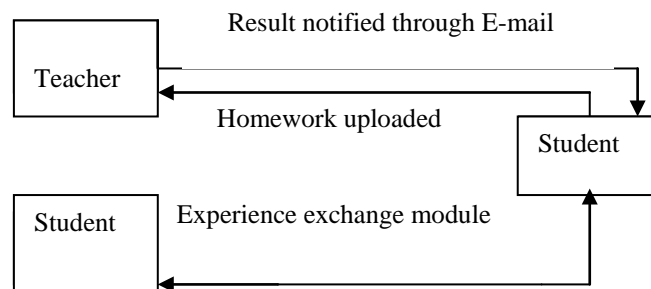 Result notified through E-mail
Teacher
Homework uploaded
Student
Student
Experience exchange module